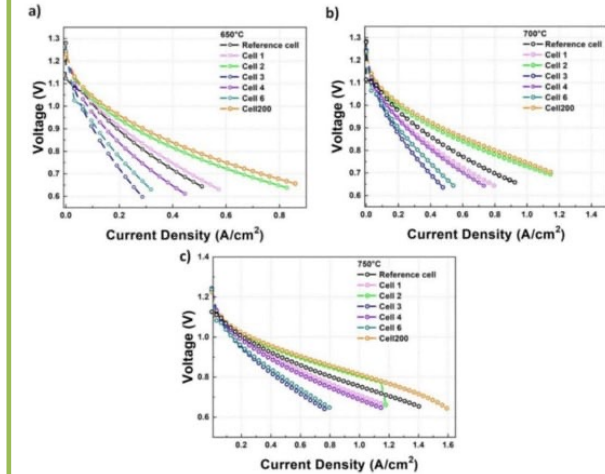 a)
650°C
Reference cell
Cell 1
Cell 2
Cell 3
Cell 4
Cell 6
Cell200
Voltage (V)
1.3
1.2
1.1
1.0
0.9
0.8
0.7
0.6
0.0 0.2 0.4 0.6 0.8
Current Density (A/cm²)
b)
700°C
Reference cell
Cell 1
Cell 2
Cell 3
Cell 4
Cell 6
Cell200
Voltage (V)
1.3
1.2
1.1
1.0
0.9
0.8
0.7
0.6
0.0 0.2 0.4 0.6 0.8 1.0 1.2
Current Density (A/cm²)
c)
750°C
Reference cell
Cell 1
Cell 2
Cell 3
Cell 4
Cell 6
Cell200
Voltage (V)
1.4
1.2
1.0
0.8
0.6
0.2 0.4 0.6 0.8 1.0 1.2 1.4 1.6
Current Density (A/cm²)